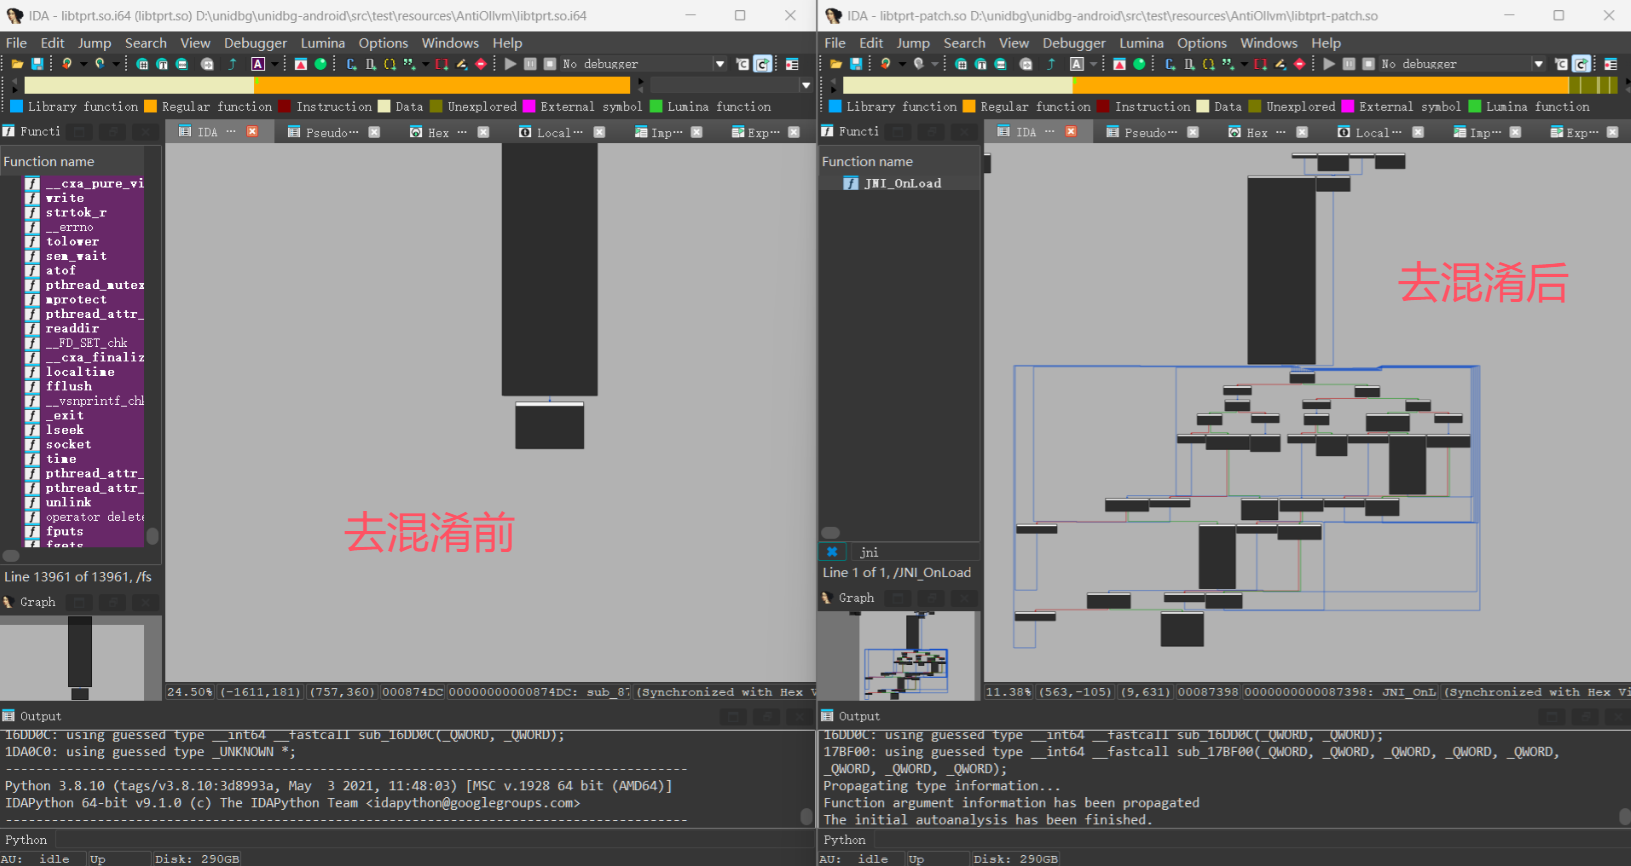 IDA - libtprt.so.i64 (libtprt.so) D:\unidbg\unidbg-android\src\test\resources\AntiOllvm\libtprt.so.i64
File Edit Jump Search View Debugger Lumina Options Windows Help
No debugger
Library function Regular function Instruction Data Unexplored External symbol Lumina function
Functi
IDA ··· Pseudo··· Hex ··· Local··· Imp··· Exp···
Function name
__cxa_pure_vi
write
strtok_r
__errno
tolower
sem_wait
atof
pthread_mutex
mprotect
pthread_attr_
readdir
__FD_SET_chk
__cxa_finaliz
localtime
fflush
__vsnprintf_chk
_exit
lseek
socket
time
pthread_attr_
pthread_attr_
unlink
operator delete
fputs
fgets
去混淆前
Line 13961 of 13961, /fs
Graph
24.50% (-1611,181) (757,360) 000874DC 00000000000874DC: sub_87 (Synchronized with Hex V
Output
16DD0C: using guessed type __int64 __fastcall sub_16DD0C(_QWORD, _QWORD);
1DA0C0: using guessed type _UNKNOWN *;
Python 3.8.10 (tags/v3.8.10:3d8993a, May 3 2021, 11:48:03) [MSC v.1928 64 bit (AMD64)]
IDAPython 64-bit v9.1.0 (c) The IDAPython Team <idapython@googlegroups.com>
Python
AU: idle Up Disk: 290GB
IDA - libtprt-patch.so D:\unidbg\unidbg-android\src\test\resources\AntiOllvm\libtprt-patch.so
File Edit Jump Search View Debugger Lumina Options Windows Help
No debugger
Library function Regular function Instruction Data Unexplored External symbol Lumina function
Functi
IDA ··· Pseudo··· Hex ··· Local··· Imp··· Exp···
Function name
JNI_OnLoad
去混淆后
jni
Line 1 of 1, /JNI_OnLoad
Graph
11.38% (563,-105) (9,631) 00087398 0000000000087398: JNI_OnL (Synchronized with Hex Vi
Output
16DD0C: using guessed type __int64 __fastcall sub_16DD0C(_QWORD, _QWORD);
17BF00: using guessed type __int64 __fastcall sub_17BF00(_QWORD, _QWORD, _QWORD, _QWORD, _QWORD,
_QWORD, _QWORD, _QWORD);
Propagating type information...
Function argument information has been propagated
The initial autoanalysis has been finished.
Python
AU: idle Up Disk: 290GB